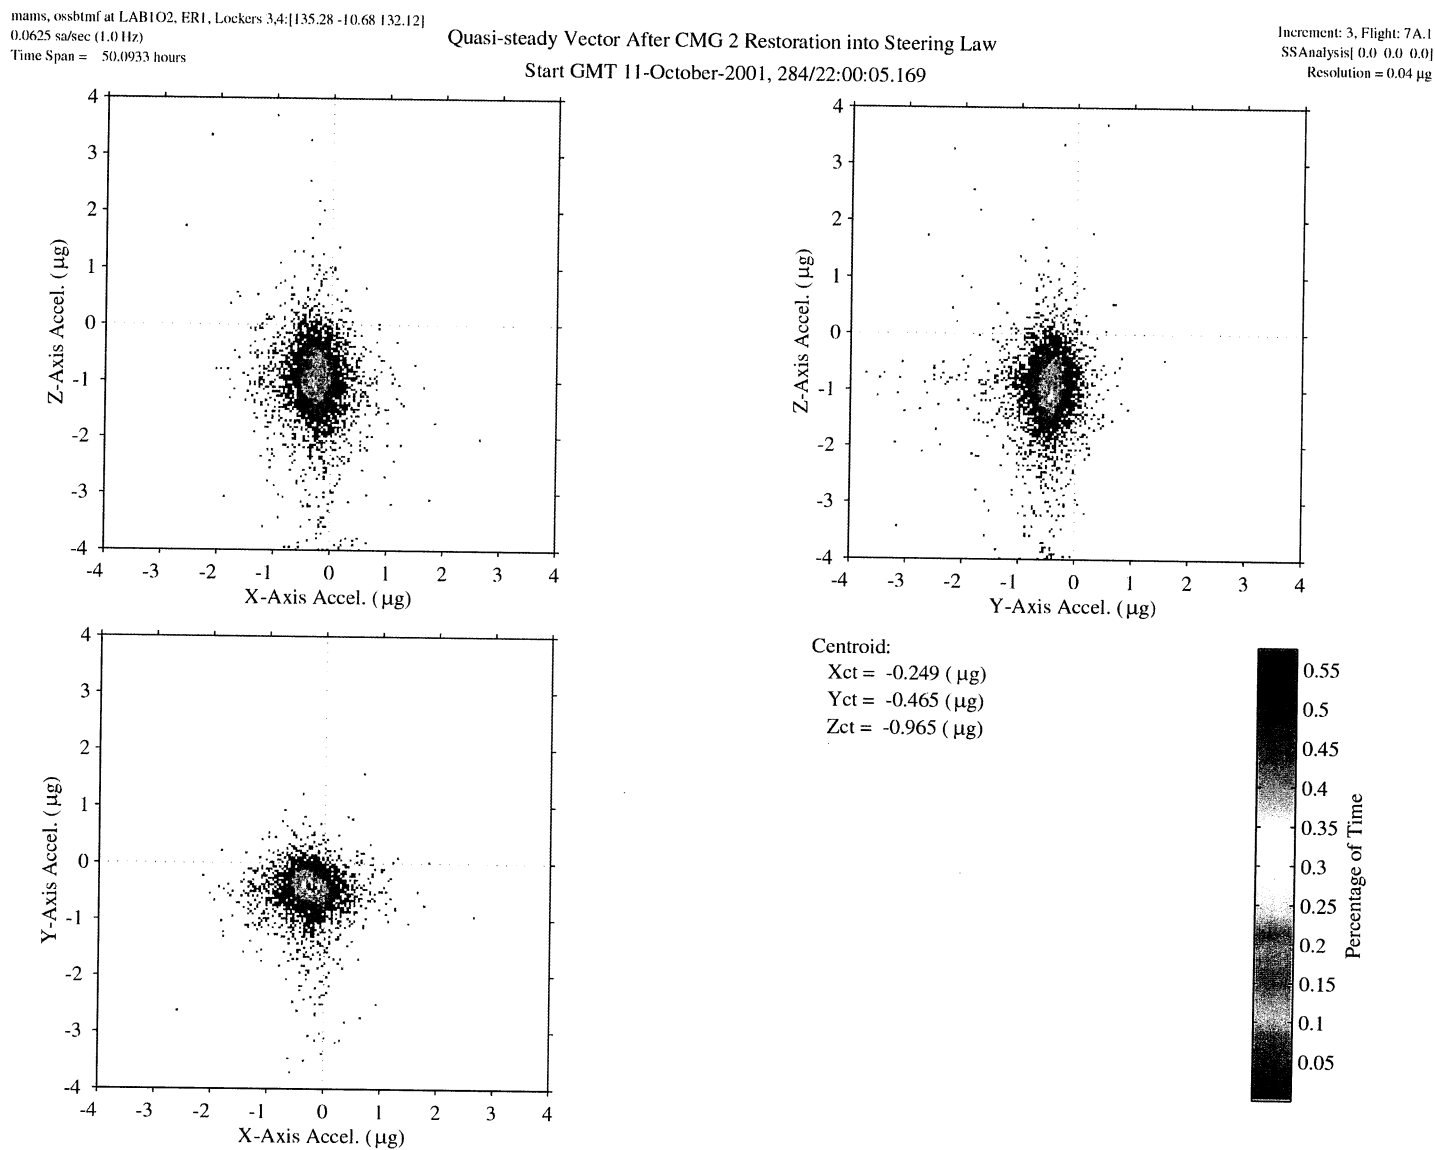 mams, ossbtmf at LAB1O2, ER1, Lockers 3,4:[135.28 -10.68 132.12]
0.0625 sa/sec (1.0 Hz)
Time Span = 50.0933 hours
Quasi-steady Vector After CMG 2 Restoration into Steering Law
Start GMT 11-October-2001, 284/22:00:05.169
Increment: 3, Flight: 7A.1
SSAnalysis[ 0.0 0.0 0.0]
Resolution = 0.04 µg
4
3
2
1
0
-1
-2
-3
-4
Z-Axis Accel. ( µg)
-4 -3 -2 -1 0 1 2 3 4
X-Axis Accel. ( µg)
4
3
2
1
0
-1
-2
-3
-4
Z-Axis Accel. ( µg)
-4 -3 -2 -1 0 1 2 3 4
Y-Axis Accel. ( µg)
4
3
2
1
0
-1
-2
-3
-4
Y-Axis Accel. ( µg)
-4 -3 -2 -1 0 1 2 3 4
X-Axis Accel. ( µg)
Centroid:
Xct = -0.249 ( µg)
Yct = -0.465 ( µg)
Zct = -0.965 ( µg)
0.55
0.5
0.45
0.4
0.35
0.3
0.25
0.2
0.15
0.1
0.05
Percentage of Time